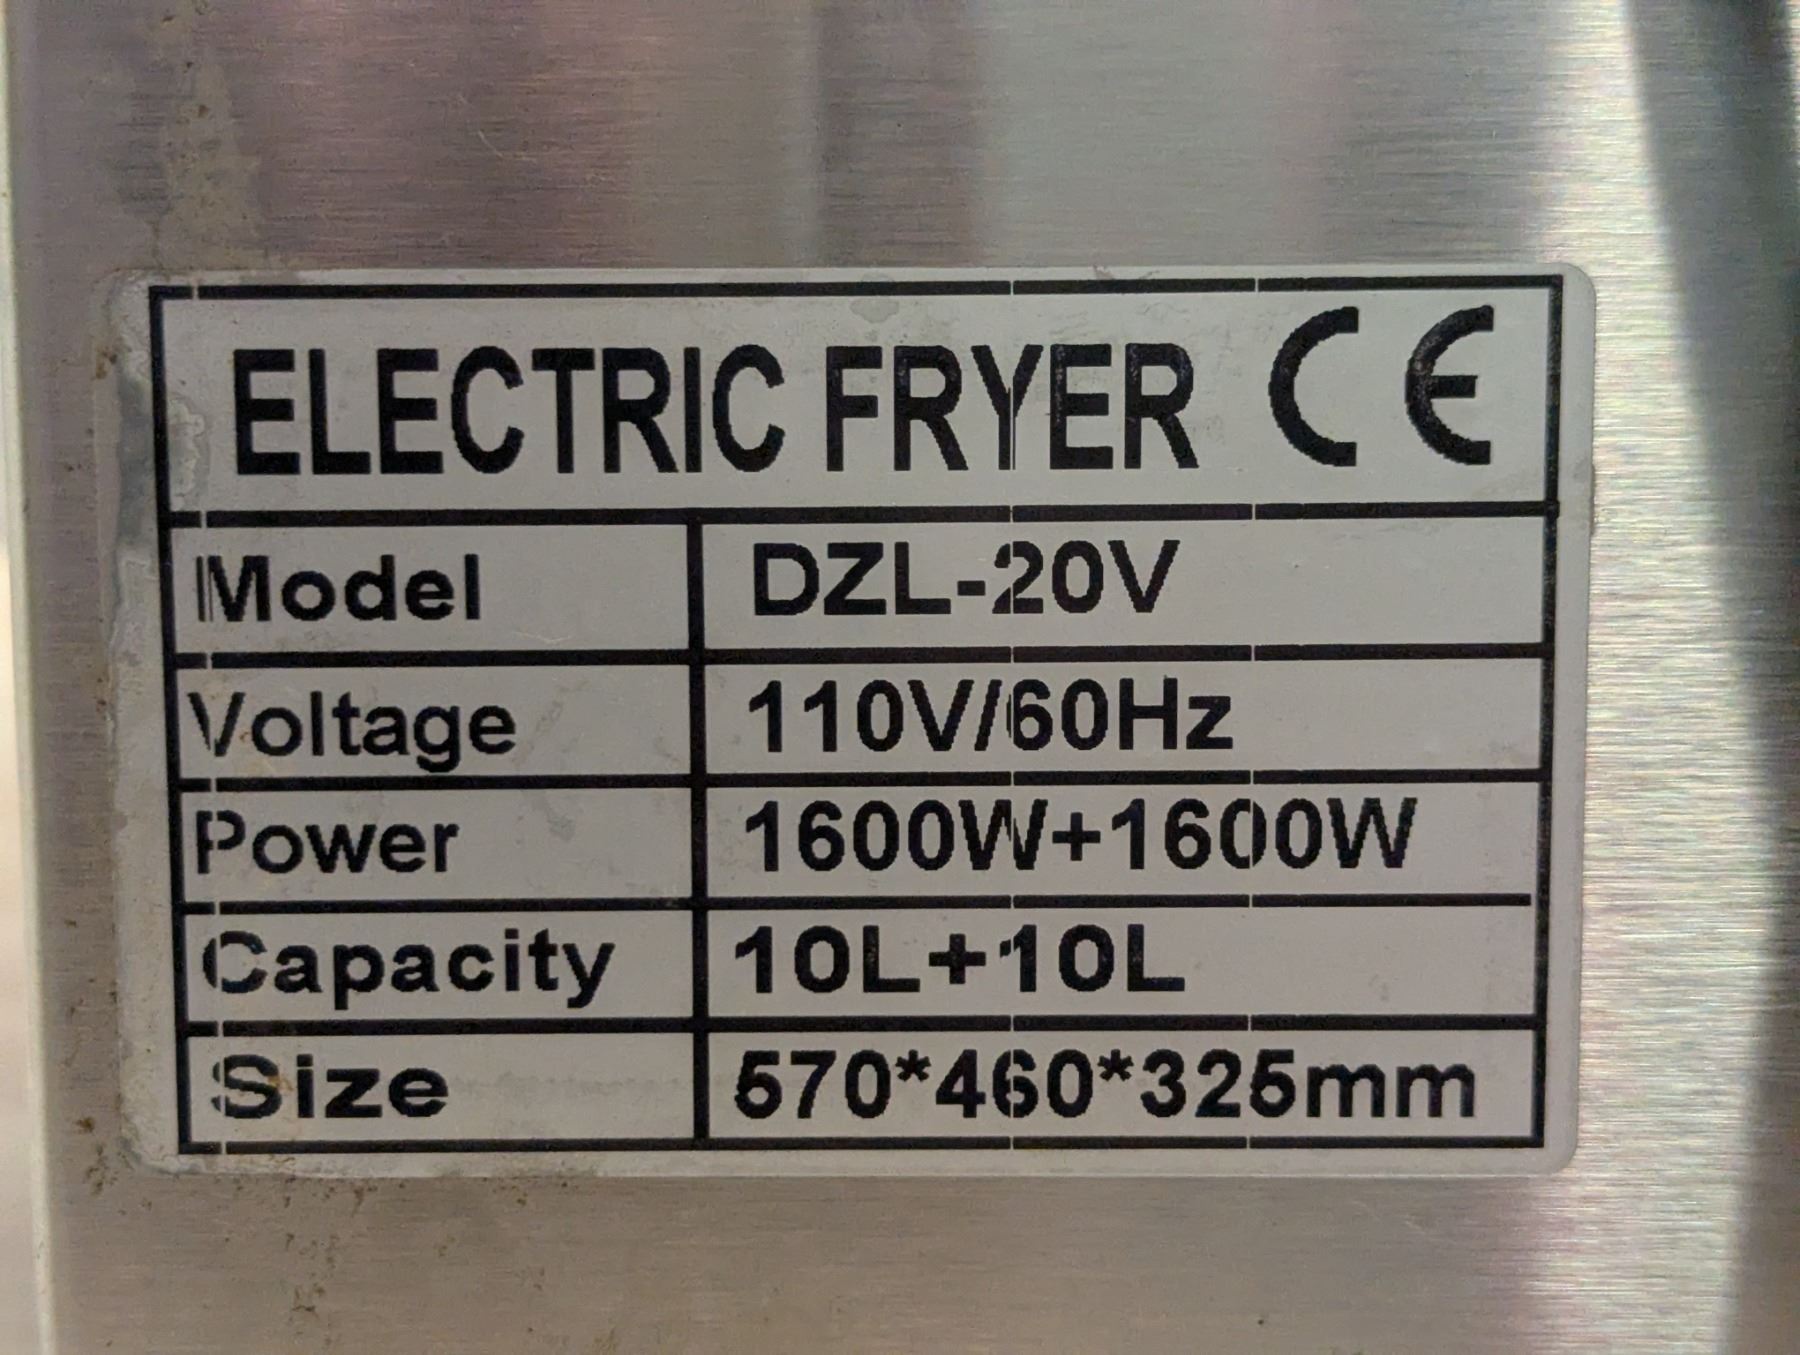 ELECTRIC FRYER CE
Model DZL-20V
Voltage 110V/60Hz
Power 1600W+1600W
Capacity 10L+10L
Size 570*460*325mm